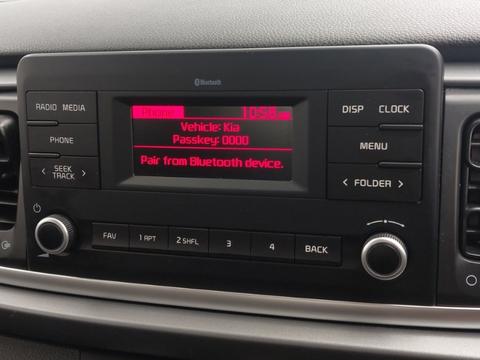 Bluetooth
RADIO MEDIA
PHONE
SEEK
TRACK
Phone 10:58
Vehicle: Kia
Passkey: 0000
Pair from Bluetooth device.
DISP CLOCK
MENU
FOLDER
FAV 1 APT 2 SHFL 3 4 BACK